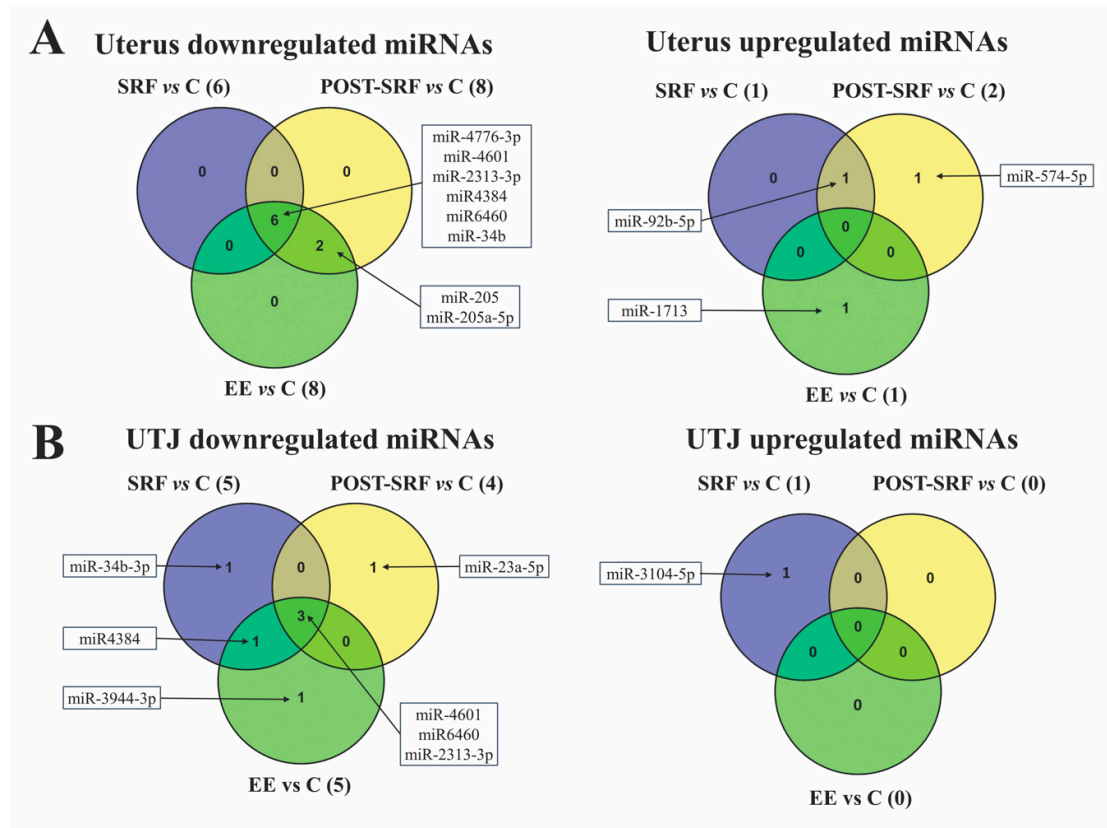 A
Uterus downregulated miRNAs
SRF vs C (6)
POST-SRF vs C (8)
0
0
0
6
0
2
0
miR-4776-3p
miR-4601
miR-2313-3p
miR4384
miR6460
miR-34b
miR-205
miR-205a-5p
EE vs C (8)
Uterus upregulated miRNAs
SRF vs C (1)
POST-SRF vs C (2)
0
1
1
miR-574-5p
miR-92b-5p
0
0
0
miR-1713
1
EE vs C (1)
B
UTJ downregulated miRNAs
SRF vs C (5)
POST-SRF vs C (4)
miR-34b-3p
1
0
1
miR-23a-5p
3
miR4384
1
0
miR-3944-3p
1
miR-4601
miR6460
miR-2313-3p
EE vs C (5)
UTJ upregulated miRNAs
SRF vs C (1)
POST-SRF vs C (0)
miR-3104-5p
1
0
0
0
0
0
0
EE vs C (0)